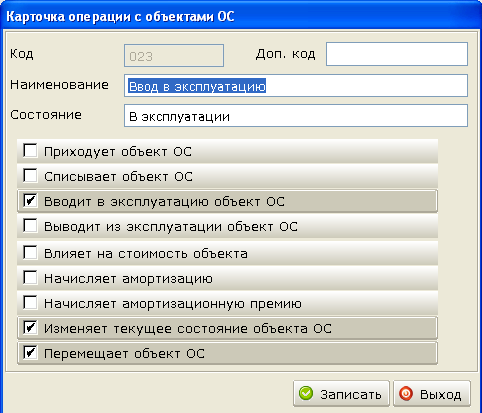 Карточка операции с объектами ОС
Код 023 Доп. код
Наименование Ввод в эксплуатацию
Состояние В эксплуатации
Приходует объект ОС
Списывает объект ОС
Вводит в эксплуатацию объект ОС
Выводит из эксплуатации объект ОС
Влияет на стоимость объекта
Начисляет амортизацию
Начисляет амортизационную премию
Изменяет текущее состояние объекта ОС
Перемещает объект ОС
Записать Выход